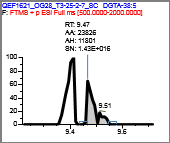 QEF1621_OG28_T3-25-2-7_SC DGTA-38:5
F: FTMS + p ESI Full ms [500.0000-2000.0000]
RT: 9.47
AA: 23826
AH: 11801
SN: 1.43E+016
9.51
100
80
60
40
20
0
9.4
9.6